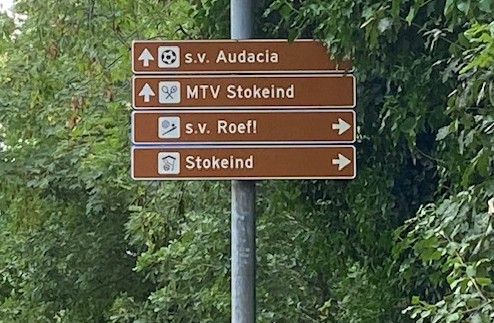 s.v. Audacia
MTV Stokeind
s.v. Roef!
Stokeind